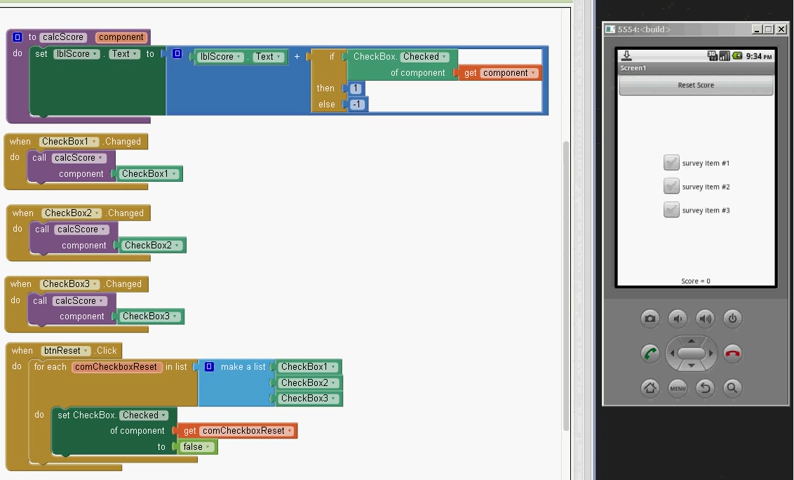 to calcScore component
do set lblScore . Text to lblScore . Text + if CheckBox. Checked
of component get component
then 1
else -1
when CheckBox1 .Changed
do call calcScore
component CheckBox1
when CheckBox2 .Changed
do call calcScore
component CheckBox2
when CheckBox3 .Changed
do call calcScore
component CheckBox3
when btnReset .Click
do for each comCheckboxReset in list make a list CheckBox1
CheckBox2
CheckBox3
do set CheckBox. Checked
of component get comCheckboxReset
to false
5554:<build>
3G 9:34 PM
Screen1
Reset Score
survey item #1
survey item #2
survey item #3
Score = 0
MENU